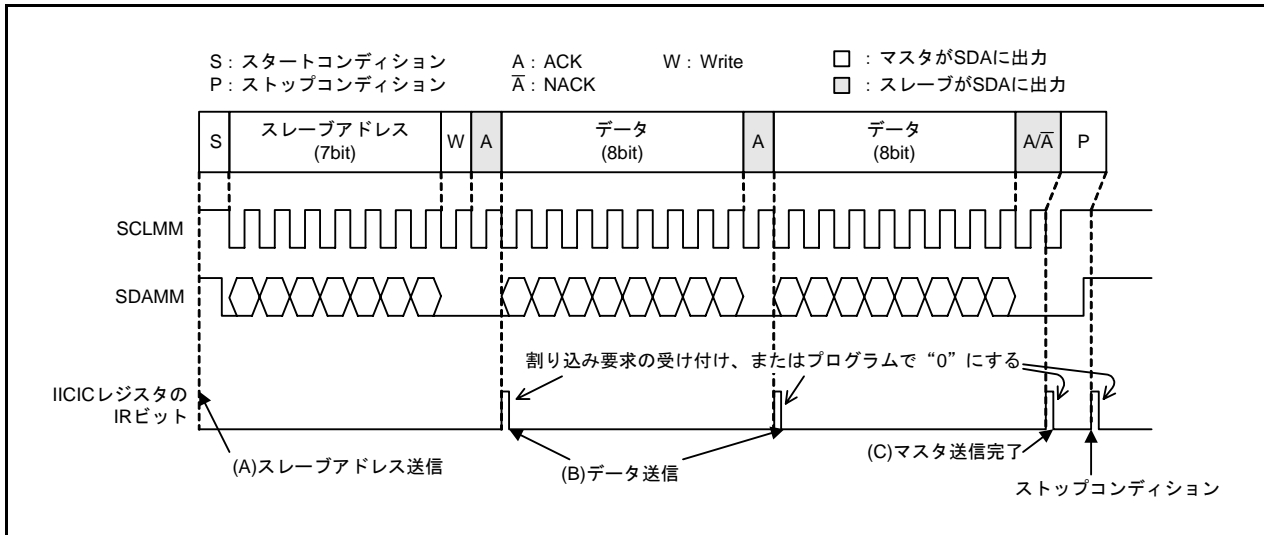 S : スタートコンディション A : ACK W : Write □ : マスタがSDAに出力
P : ストップコンディション A̅ : NACK □ : スレーブがSDAに出力
S スレーブアドレス (7bit) W A データ (8bit) A データ (8bit) A/A̅ P
SCLMM
SDAMM
割り込み要求の受け付け、またはプログラムで“0”にする
IICICレジスタの
IRビット
(A)スレーブアドレス送信
(B)データ送信
(C)マスタ送信完了
ストップコンディション